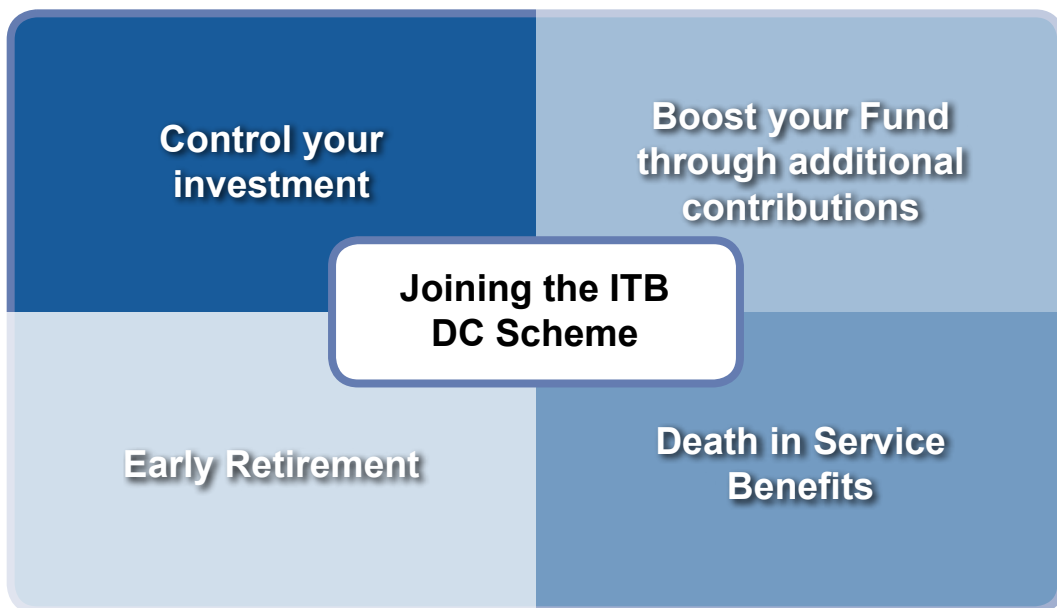 Control your
investment
Boost your Fund
through additional
contributions
Joining the ITB
DC Scheme
Early Retirement
Death in Service
Benefits